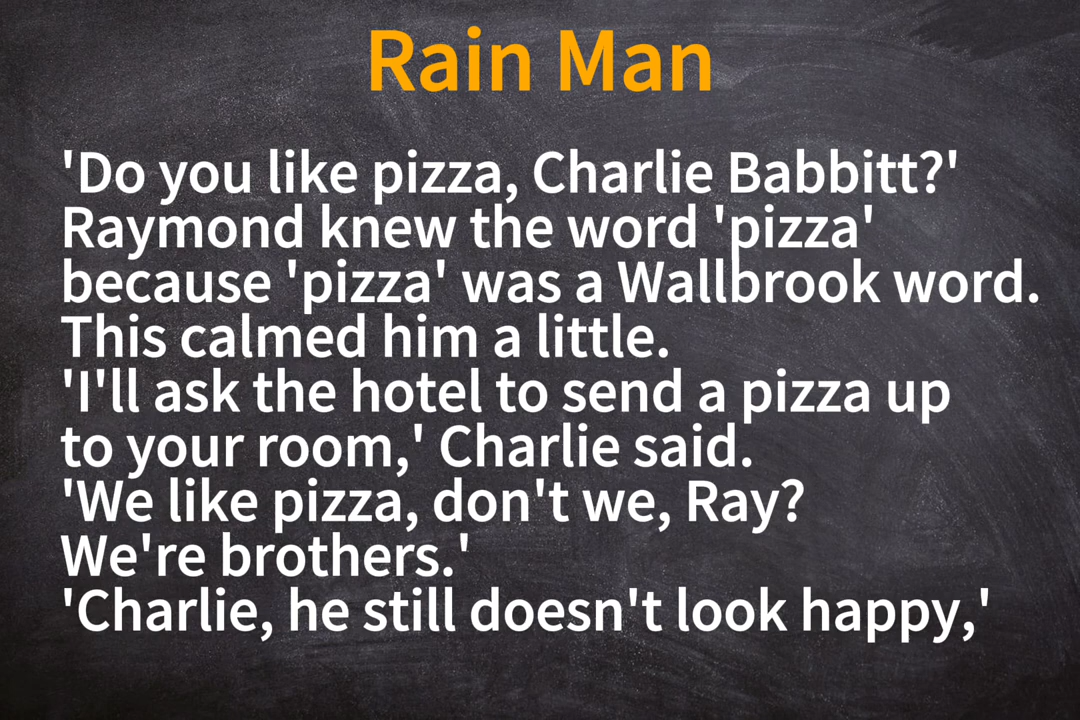 Rain Man
'Do you like pizza, Charlie Babbitt?'
Raymond knew the word 'pizza'
because 'pizza' was a Wallbrook word.
This calmed him a little.
'I'll ask the hotel to send a pizza up
to your room,' Charlie said.
'We like pizza, don't we, Ray?
We're brothers.'
'Charlie, he still doesn't look happy,'